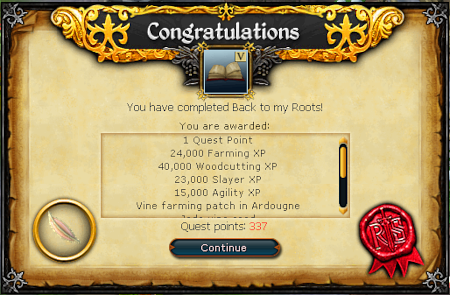 Congratulations
V
You have completed Back to my Roots!
You are awarded:
1 Quest Point
24,000 Farming XP
40,000 Woodcutting XP
23,000 Slayer XP
15,000 Agility XP
Vine farming patch in Ardougne
Quest points: 337
Continue
RS